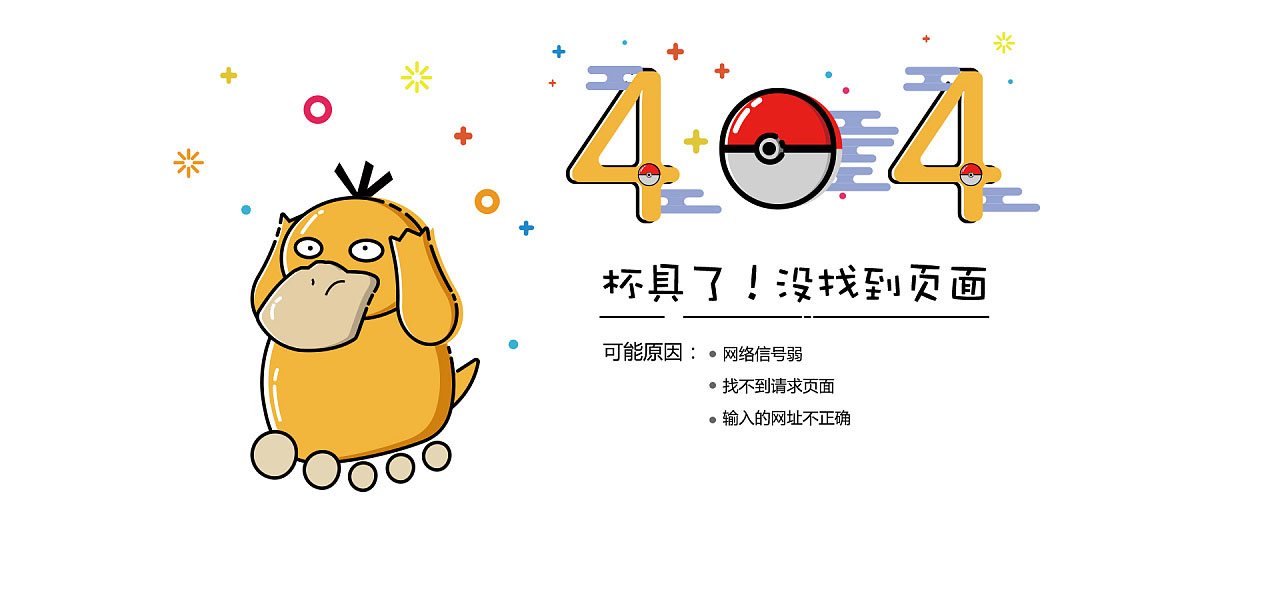 404
杯具了！没找到页面
可能原因： ● 网络信号弱
● 找不到请求页面
● 输入的网址不正确